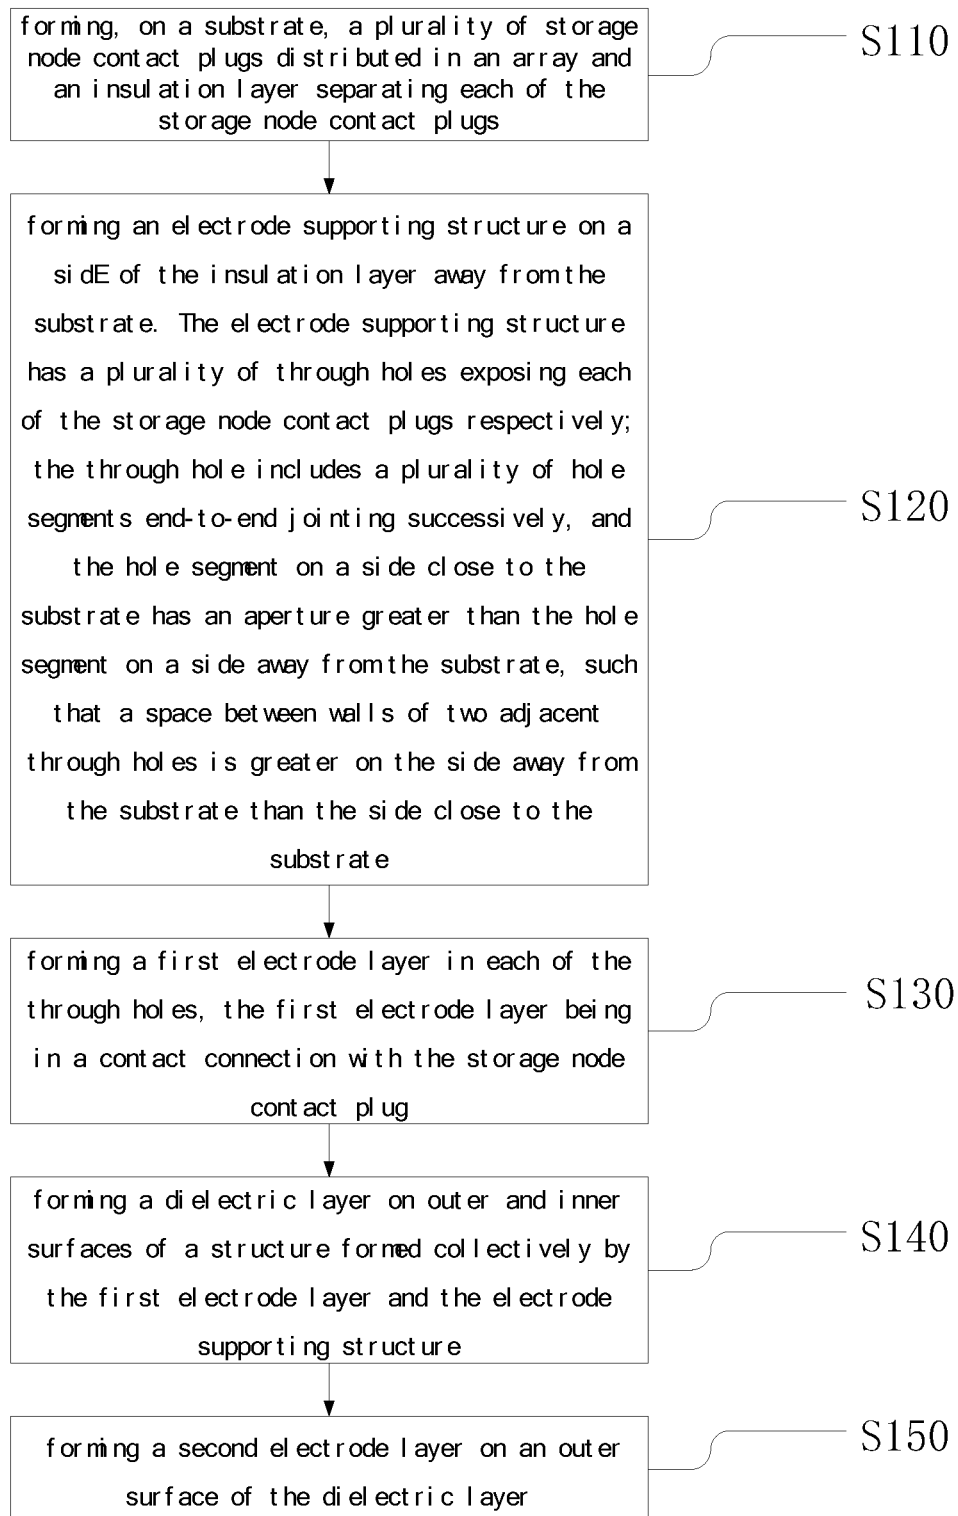 forming, on a substrate, a plurality of storage
node contact plugs distributed in an array and
an insulation layer separating each of the
storage node contact plugs
S110
forming an electrode supporting structure on a
sidE of the insulation layer away from the
substrate. The electrode supporting structure
has a plurality of through holes exposing each
of the storage node contact plugs respectively;
the through hole includes a plurality of hole
segments end-to-end jointing successively, and
the hole segment on a side close to the
substrate has an aperture greater than the hole
segment on a side away from the substrate, such
that a space between walls of two adjacent
through holes is greater on the side away from
the substrate than the side close to the
substrate
S120
forming a first electrode layer in each of the
through holes, the first electrode layer being
in a contact connection with the storage node
contact plug
S130
forming a dielectric layer on outer and inner
surfaces of a structure formed collectively by
the first electrode layer and the electrode
supporting structure
S140
forming a second electrode layer on an outer
surface of the dielectric layer
S150